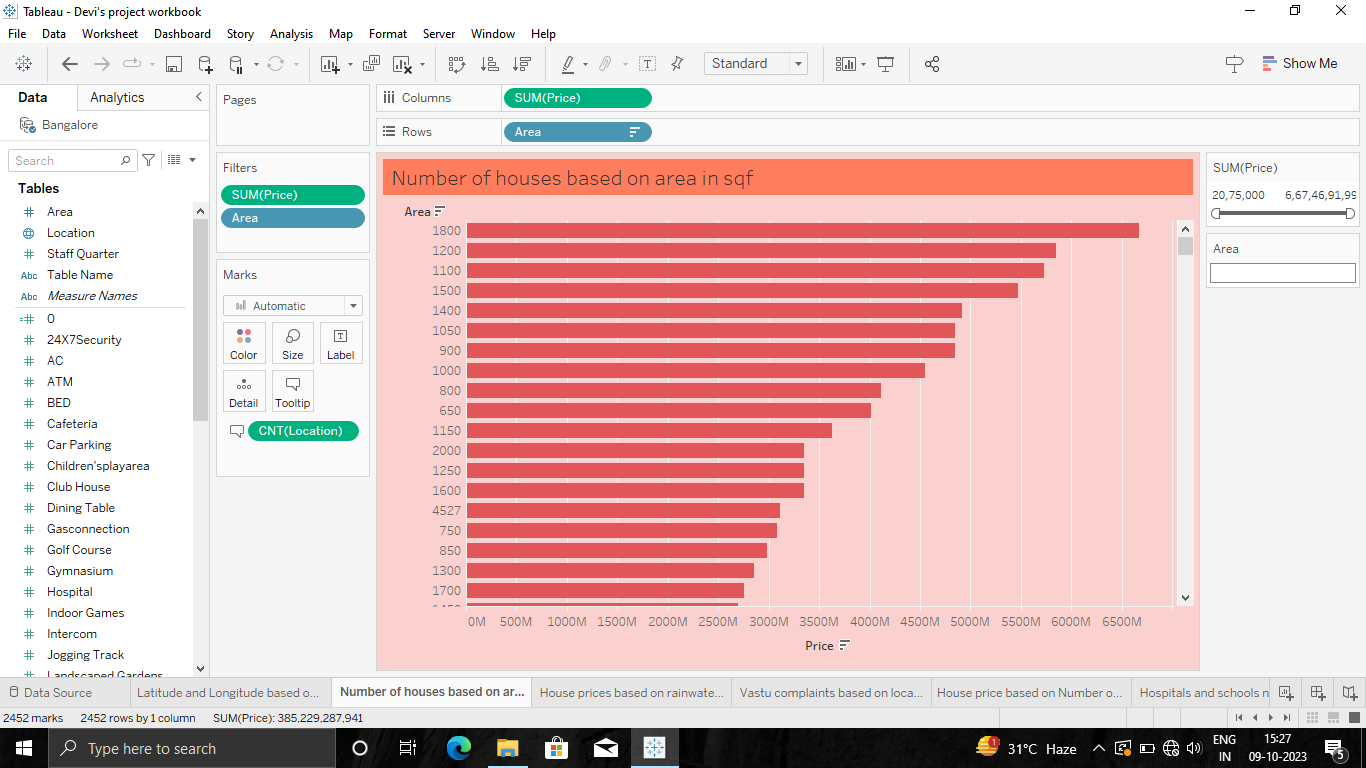 Tableau - Devi's project workbook
File Data Worksheet Dashboard Story Analysis Map Format Server Window Help
Standard
Show Me
Data Analytics
Bangalore
Search
Tables
Area
Location
Staff Quarter
Abc Table Name
Abc Measure Names
0
24X7Security
AC
ATM
BED
Cafeteria
Car Parking
Children'splayarea
Club House
Dining Table
Gasconnection
Golf Course
Gymnasium
Hospital
Indoor Games
Intercom
Jogging Track
Landscaped Gardens
Pages
Filters
SUM(Price)
Area
Marks
Automatic
Color Size Label
Detail Tooltip
CNT(Location)
Columns SUM(Price)
Rows Area
Number of houses based on area in sqf
Area
1800
1200
1100
1500
1400
1050
900
1000
800
650
1150
2000
1250
1600
4527
750
850
1300
1700
0M 500M 1000M 1500M 2000M 2500M 3000M 3500M 4000M 4500M 5000M 5500M 6000M 6500M
Price
SUM(Price)
20,75,000 6,67,46,91,99
Area
Data Source Latitude and Longitude based o... Number of houses based on ar... House prices based on rainwate... Vastu complaints based on loca... House price based on Number o... Hospitals and schools n
2452 marks 2452 rows by 1 column SUM(Price): 385,229,287,941
Type here to search
1
31°C Haze
ENG
IN
15:27
09-10-2023
5